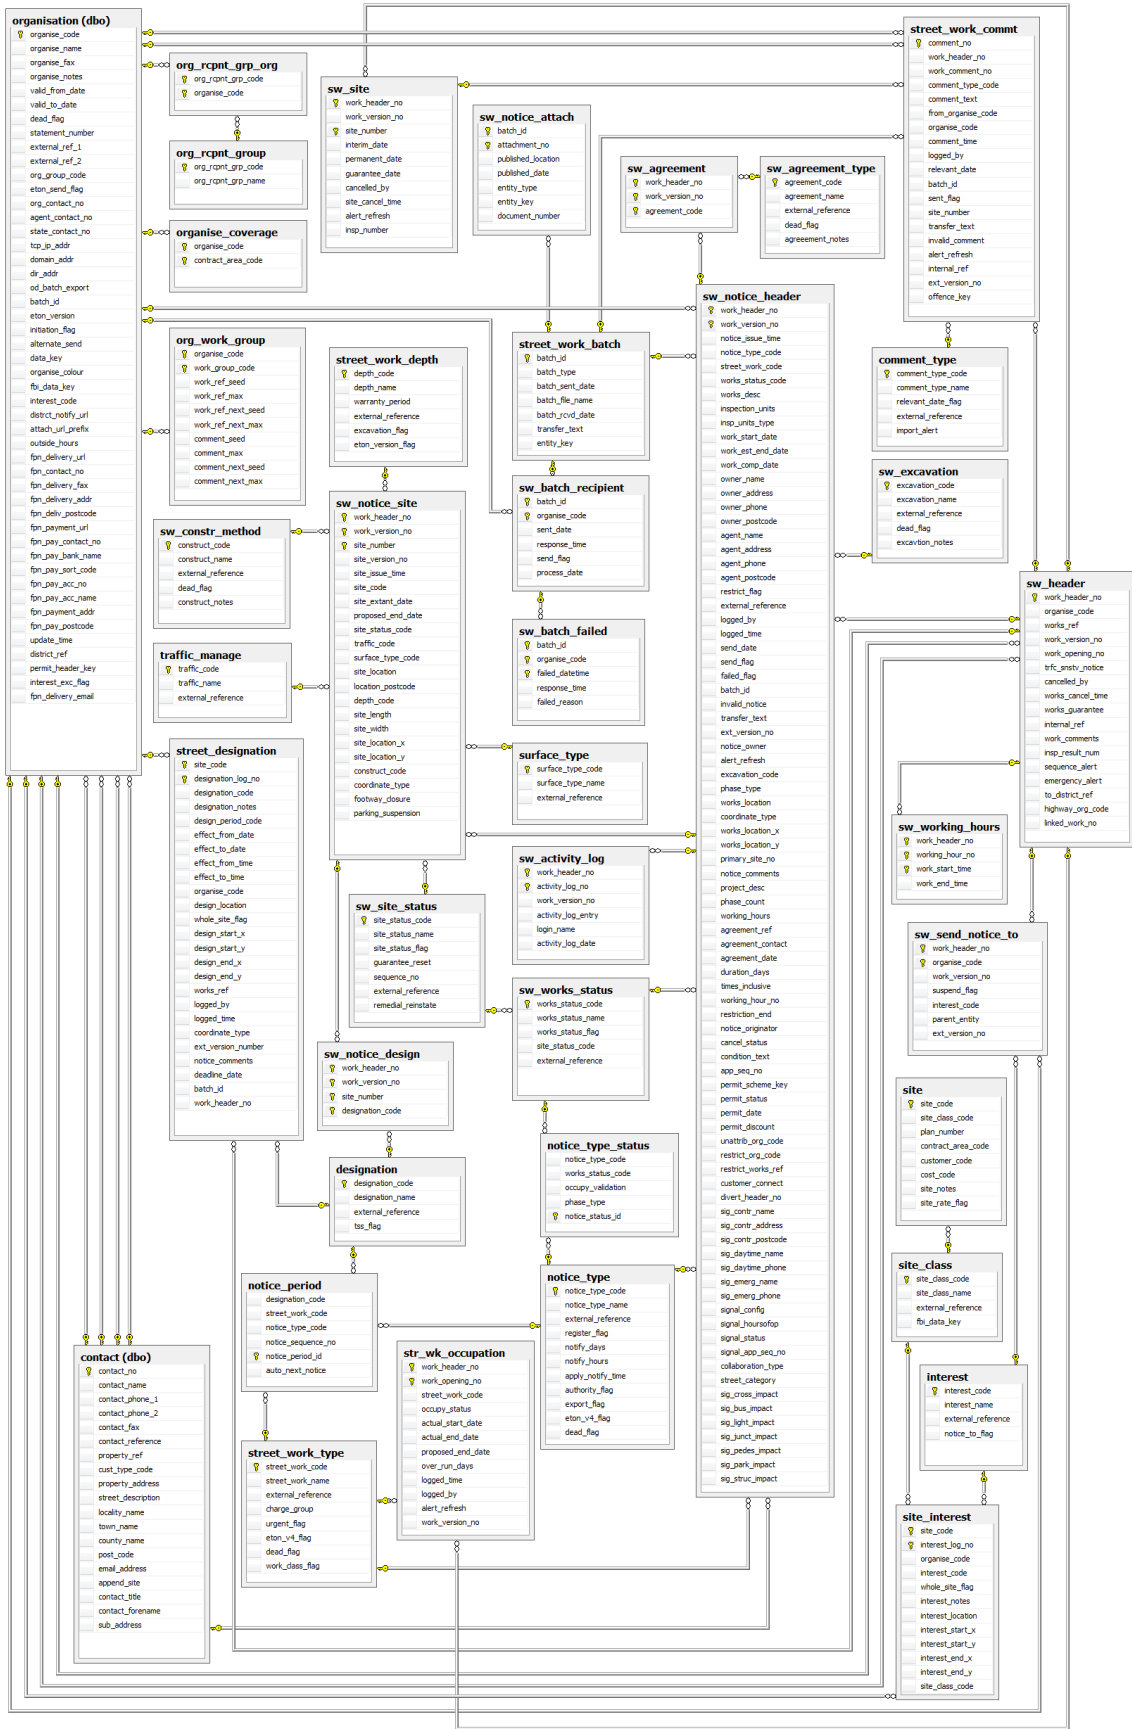 organisation (dbo)
organise_code
organise_name
organise_fax
organise_notes
valid_from_date
valid_to_date
dead_flag
statement_number
external_ref_1
external_ref_2
org_group_code
eton_send_flag
org_contact_no
agent_contact_no
state_contact_no
tcp_ip_addr
domain_addr
dir_addr
od_batch_export
batch_id
eton_version
initiation_flag
alternate_send
data_key
organise_colour
fbi_data_key
interest_code
distrct_notify_url
attach_url_prefix
outside_hours
fpn_delivery_url
fpn_contact_no
fpn_delivery_fax
fpn_delivery_addr
fpn_deliv_postcode
fpn_payment_url
fpn_pay_contact_no
fpn_pay_bank_name
fpn_pay_sort_code
fpn_pay_acc_no
fpn_pay_acc_name
fpn_payment_addr
fpn_pay_postcode
update_time
district_ref
permit_header_key
interest_exc_flag
fpn_delivery_email
org_rcpnt_grp_org
org_rcpnt_grp_code
organise_code
org_rcpnt_group
org_rcpnt_grp_code
org_rcpnt_grp_name
organise_coverage
organise_code
contract_area_code
org_work_group
organise_code
work_group_code
work_ref_seed
work_ref_max
work_ref_next_seed
work_ref_next_max
comment_seed
comment_max
comment_next_seed
comment_next_max
sw_constr_method
construct_code
construct_name
external_reference
dead_flag
construct_notes
traffic_manage
traffic_code
traffic_name
external_reference
street_designation
site_code
designation_log_no
designation_code
designation_notes
design_period_code
effect_from_date
effect_to_date
effect_from_time
effect_to_time
organise_code
design_location
whole_site_flag
design_start_x
design_start_y
design_end_x
design_end_y
works_ref
logged_by
logged_time
coordinate_type
ext_version_number
notice_comments
deadline_date
batch_id
work_header_no
contact (dbo)
contact_no
contact_name
contact_phone_1
contact_phone_2
contact_fax
contact_reference
property_ref
cust_type_code
property_address
street_description
locality_name
town_name
county_name
post_code
email_address
append_site
contact_title
contact_forename
sub_address
sw_site
work_header_no
work_version_no
site_number
interim_date
permanent_date
guarantee_date
cancelled_by
site_cancel_time
alert_refresh
insp_number
street_work_depth
depth_code
depth_name
warranty_period
external_reference
excavation_flag
eton_version_flag
sw_notice_site
work_header_no
work_version_no
site_number
site_version_no
site_issue_time
site_code
site_extant_date
proposed_end_date
site_status_code
traffic_code
surface_type_code
site_location
location_postcode
depth_code
site_length
site_width
site_location_x
site_location_y
construct_code
coordinate_type
footway_closure
parking_suspension
sw_site_status
site_status_code
site_status_name
site_status_flag
guarantee_reset
sequence_no
external_reference
remedial_reinstate
sw_notice_design
work_header_no
work_version_no
site_number
designation_code
designation
designation_code
designation_name
external_reference
tss_flag
notice_period
designation_code
street_work_code
notice_type_code
notice_sequence_no
notice_period_id
auto_next_notice
street_work_type
street_work_code
street_work_name
external_reference
charge_group
urgent_flag
eton_v4_flag
dead_flag
work_class_flag
str_wk_occupation
work_header_no
work_opening_no
street_work_code
occupy_status
actual_start_date
actual_end_date
proposed_end_date
over_run_days
logged_time
logged_by
alert_refresh
work_version_no
sw_notice_attach
batch_id
attachment_no
published_location
published_date
entity_type
entity_key
document_number
street_work_batch
batch_id
batch_type
batch_sent_date
batch_file_name
batch_rcvd_date
transfer_text
entity_key
sw_batch_recipient
batch_id
organise_code
sent_date
response_time
send_flag
process_date
sw_batch_failed
batch_id
organise_code
failed_datetime
response_time
failed_reason
surface_type
surface_type_code
surface_type_name
external_reference
sw_activity_log
work_header_no
activity_log_no
work_version_no
activity_log_entry
login_name
activity_log_date
sw_works_status
works_status_code
works_status_name
works_status_flag
site_status_code
external_reference
notice_type_status
notice_type_code
works_status_code
occupy_validation
phase_type
notice_status_id
notice_type
notice_type_code
notice_type_name
external_reference
register_flag
notify_days
notify_hours
apply_notify_time
authority_flag
export_flag
eton_v4_flag
dead_flag
sw_agreement
work_header_no
work_version_no
agreement_code
sw_agreement_type
agreement_code
agreement_name
external_reference
dead_flag
agreeement_notes
sw_notice_header
work_header_no
work_version_no
notice_issue_time
notice_type_code
street_work_code
works_status_code
works_desc
inspection_units
insp_units_type
work_start_date
work_est_end_date
work_comp_date
owner_name
owner_address
owner_phone
owner_postcode
agent_name
agent_address
agent_phone
agent_postcode
restrict_flag
external_reference
logged_by
logged_time
send_date
send_flag
failed_flag
batch_id
invalid_notice
transfer_text
ext_version_no
notice_owner
alert_refresh
excavation_code
phase_type
works_location
coordinate_type
works_location_x
works_location_y
primary_site_no
notice_comments
project_desc
phase_count
working_hours
agreement_ref
agreement_contact
agreement_date
duration_days
times_inclusive
working_hour_no
restriction_end
notice_originator
cancel_status
condition_text
app_seq_no
permit_scheme_key
permit_status
permit_date
permit_discount
unattrib_org_code
restrict_org_code
restrict_works_ref
customer_connect
divert_header_no
sig_contr_name
sig_contr_address
sig_contr_postcode
sig_daytime_name
sig_daytime_phone
sig_emerg_name
sig_emerg_phone
signal_config
signal_hoursofop
signal_status
signal_app_seq_no
collaboration_type
street_category
sig_cross_impact
sig_bus_impact
sig_light_impact
sig_junct_impact
sig_pedes_impact
sig_park_impact
sig_struc_impact
street_work_commt
comment_no
work_header_no
work_comment_no
comment_type_code
comment_text
from_organise_code
organise_code
comment_time
logged_by
relevant_date
batch_id
sent_flag
site_number
transfer_text
invalid_comment
alert_refresh
internal_ref
ext_version_no
offence_key
comment_type
comment_type_code
comment_type_name
relevant_date_flag
external_reference
import_alert
sw_excavation
excavation_code
excavation_name
external_reference
dead_flag
excavtion_notes
sw_header
work_header_no
organise_code
works_ref
work_version_no
work_opening_no
trfc_snstv_notice
cancelled_by
works_cancel_time
works_guarantee
internal_ref
work_comments
insp_result_num
sequence_alert
emergency_alert
to_district_ref
highway_org_code
linked_work_no
sw_working_hours
work_header_no
working_hour_no
work_start_time
work_end_time
sw_send_notice_to
work_header_no
organise_code
work_version_no
suspend_flag
interest_code
parent_entity
ext_version_no
site
site_code
site_class_code
plan_number
contract_area_code
customer_code
cost_code
site_notes
site_rate_flag
site_class
site_class_code
site_class_name
external_reference
fbi_data_key
interest
interest_code
interest_name
external_reference
notice_to_flag
site_interest
site_code
interest_log_no
organise_code
interest_code
whole_site_flag
interest_notes
interest_location
interest_start_x
interest_start_y
interest_end_x
interest_end_y
site_class_code